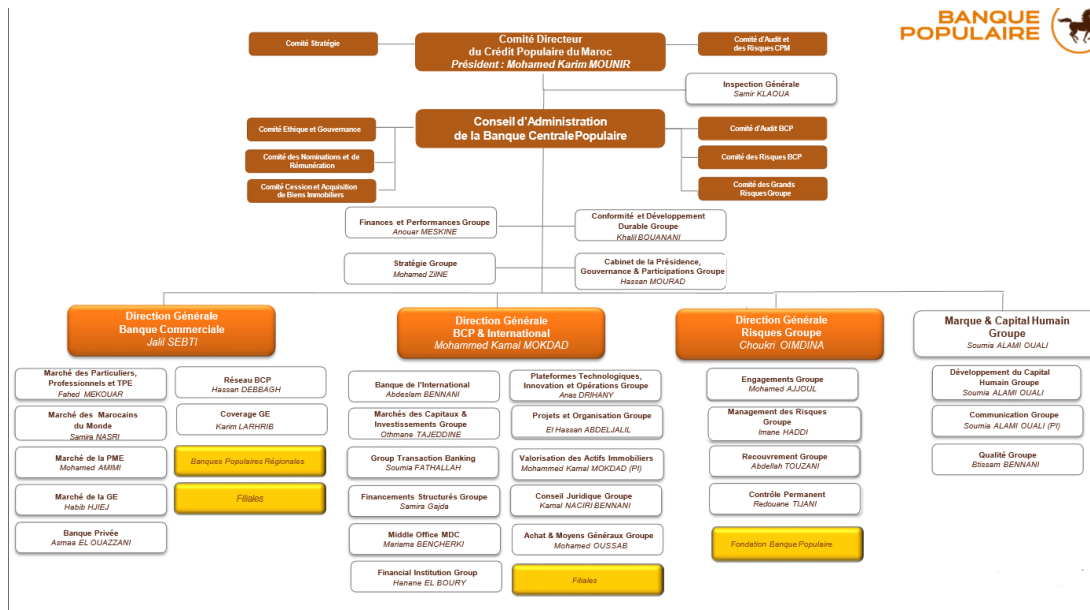 BANQUE
POPULAIRE
Comité Stratégie
Comité Directeur
du Crédit Populaire du Maroc
Président : Mohamed Karim MOUNIR
Comité d'Audit et
des Risques CPM
Inspection Générale
Samir KLAOUA
Conseil d'Administration
de la Banque CentralePopulaire
Comité Ethique et Gouvernance
Comité des Nominations et de
Rémunération
Comité Cession et Acquisition
de Biens Immobiliers
Comité d'Audit BCP
Comité des Risques BCP
Comité des Grands
Risques Groupe
Finances et Performances Groupe
Anouar MESKINE
Conformité et Développement
Durable Groupe
Khalil BOUANANI
Stratégie Groupe
Mohamed ZIINE
Cabinet de la Présidence,
Gouvernance & Participations Groupe
Hassan MOURAD
Direction Générale
Banque Commerciale
Jalil SEBTI
Direction Générale
BCP & International
Mohammed Kamal MOKDAD
Direction Générale
Risques Groupe
Choukri OIMDINA
Marque & Capital Humain
Groupe
Soumia ALAMI OUALI
Marché des Particuliers,
Professionnels et TPE
Fahed MEKOUAR
Marché des Marocains
du Monde
Samira NASRI
Marché de la PME
Mohamed AMIMI
Marché de la GE
Habib HJIEJ
Banque Privée
Asmaa EL OUAZZANI
Réseau BCP
Hassan DEBBAGH
Coverage GE
Karim LARHRIB
Banques Populaires Régionales
Filiales
Banque de l'International
Abdeslam BENNANI
Marchés des Capitaux &
Investissements Groupe
Othmane TAJEDDINE
Group Transaction Banking
Soumia FATHALLAH
Financements Structurés Groupe
Samira Gajda
Middle Office MDC
Mariama BENCHERKI
Financial Institution Group
Hanane EL BOURY
Plateformes Technologiques,
Innovation et Opérations Groupe
Anas DRIHANY
Projets et Organisation Groupe
El Hassan ABDELJALIL
Valorisation des Actifs Immobiliers
Mohammed Kamal MOKDAD (PI)
Conseil Juridique Groupe
Kamal NACIRI BENNANI
Achat & Moyens Généraux Groupe
Mohamed OUSSAB
Filiales
Engagements Groupe
Mohamed AJJOUL
Management des Risques
Groupe
Imane HADDI
Recouvrement Groupe
Abdellah TOUZANI
Contrôle Permanent
Redouane TIJANI
Fondation Banque Populaire
Développement du Capital
Humain Groupe
Soumia ALAMI OUALI
Communication Groupe
Soumia ALAMI OUALI (PI)
Qualité Groupe
Btissam BENNANI